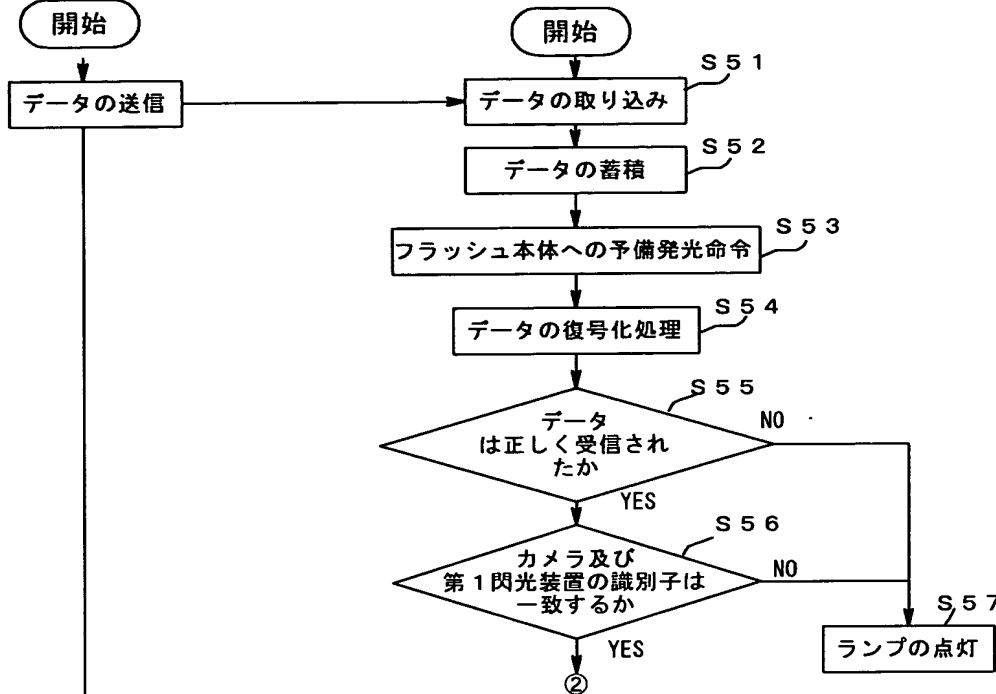 開始
開始
S51
データの送信
データの取り込み
S52
データの蓄積
S53
フラッシュ本体への予備発光命令
S54
データの復号化処理
S55
データ
は正しく受信され
たか
NO
YES
S56
カメラ及び
第1閃光装置の識別子は
一致するか
NO
YES
S57
ランプの点灯
②